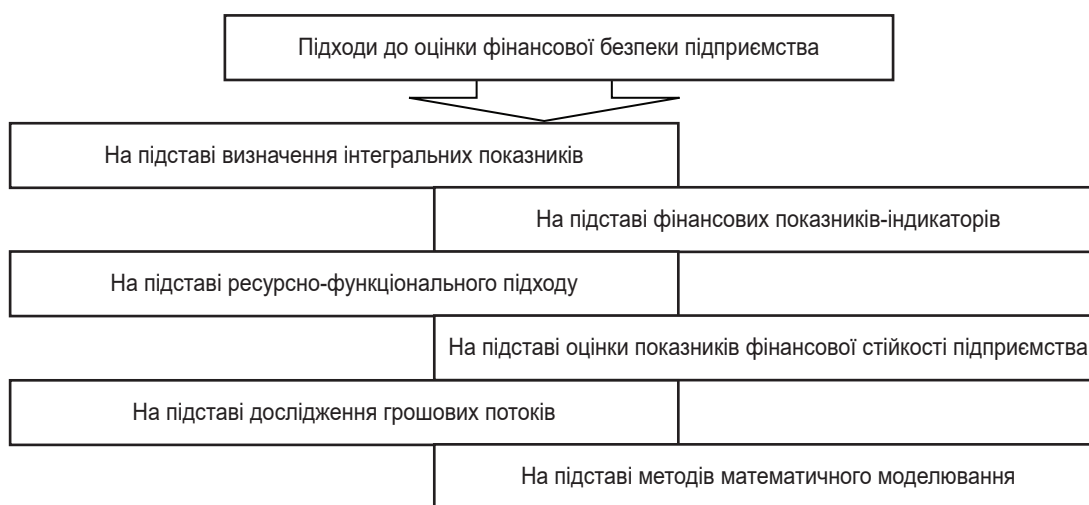 Підходи до оцінки фінансової безпеки підприємства
На підставі визначення інтегральних показників
На підставі фінансових показників-індикаторів
На підставі ресурсно-функціонального підходу
На підставі оцінки показників фінансової стійкості підприємства
На підставі дослідження грошових потоків
На підставі методів математичного моделювання